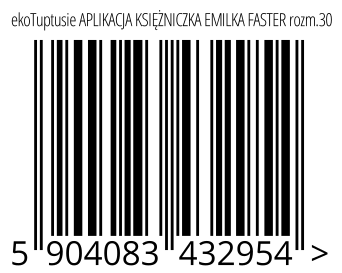 ekoTuptusie APLIKACJA KSIĘŻNICZKA EMILKA FASTER rozm.30
5 904083 432954 >